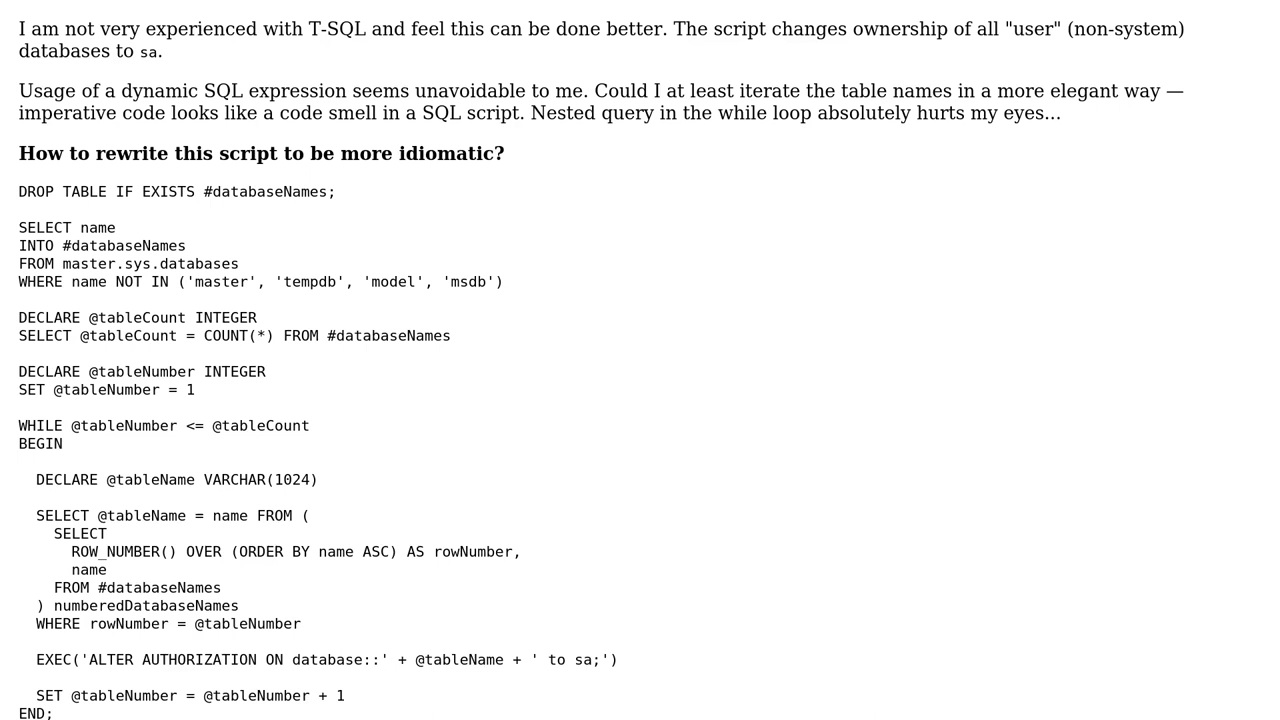 I am not very experienced with T-SQL and feel this can be done better. The script changes ownership of all "user" (non-system)
databases to sa.
Usage of a dynamic SQL expression seems unavoidable to me. Could I at least iterate the table names in a more elegant way —
imperative code looks like a code smell in a SQL script. Nested query in the while loop absolutely hurts my eyes...
How to rewrite this script to be more idiomatic?
DROP TABLE IF EXISTS #databaseNames;
SELECT name
INTO #databaseNames
FROM master.sys.databases
WHERE name NOT IN ('master', 'tempdb', 'model', 'msdb')
DECLARE @tableCount INTEGER
SELECT @tableCount = COUNT(*) FROM #databaseNames
DECLARE @tableNumber INTEGER
SET @tableNumber = 1
WHILE @tableNumber <= @tableCount
BEGIN
  DECLARE @tableName VARCHAR(1024)
  SELECT @tableName = name FROM (
    SELECT
      ROW_NUMBER() OVER (ORDER BY name ASC) AS rowNumber,
      name
    FROM #databaseNames
  ) numberedDatabaseNames
  WHERE rowNumber = @tableNumber
  EXEC('ALTER AUTHORIZATION ON database::' + @tableName + ' to sa;')
  SET @tableNumber = @tableNumber + 1
END;